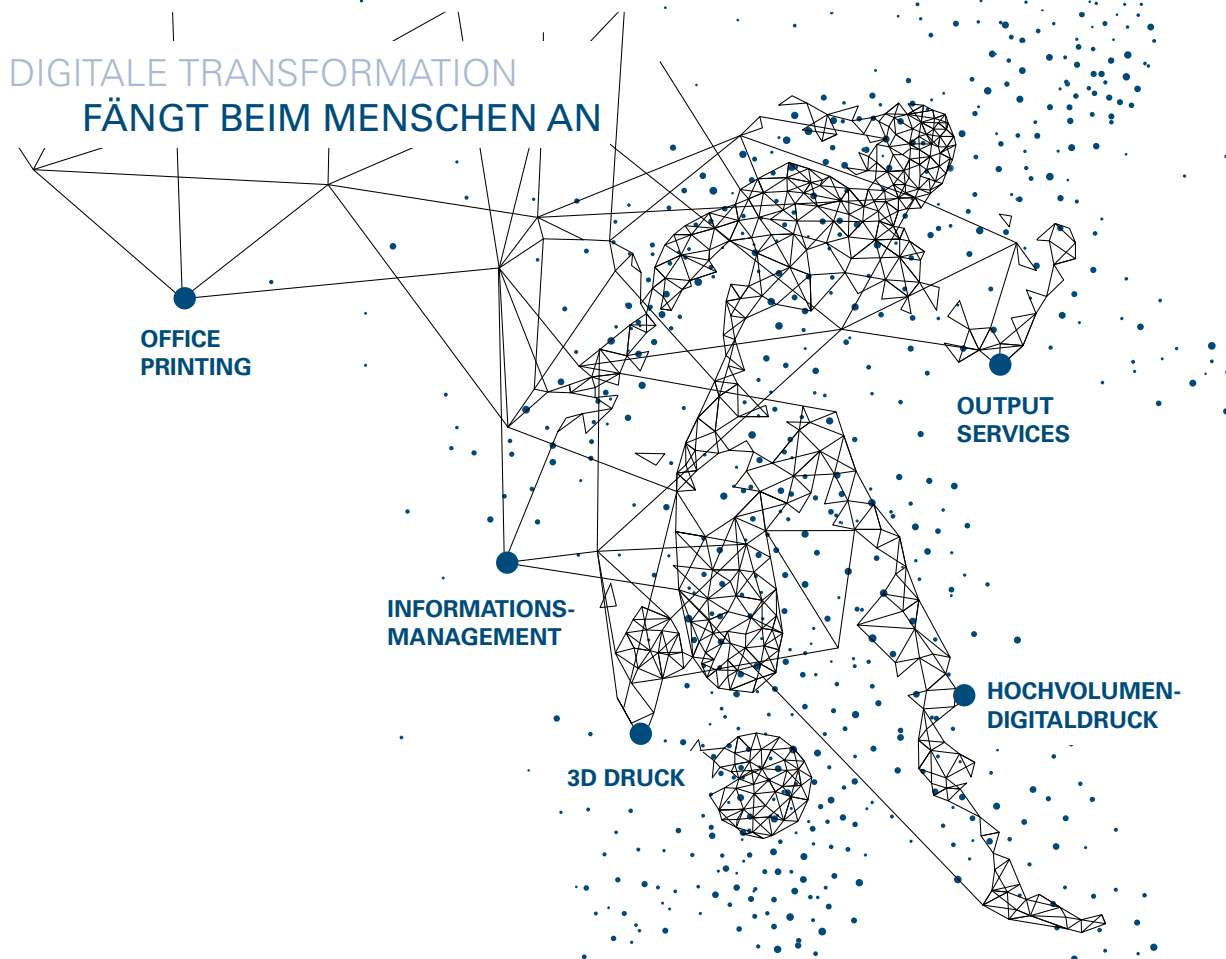 DIGITALE TRANSFORMATION
FÄNGT BEIM MENSCHEN AN
OFFICE
PRINTING
OUTPUT
SERVICES
INFORMATIONS-
MANAGEMENT
HOCHVOLUMEN-
DIGITALDRUCK
3D DRUCK